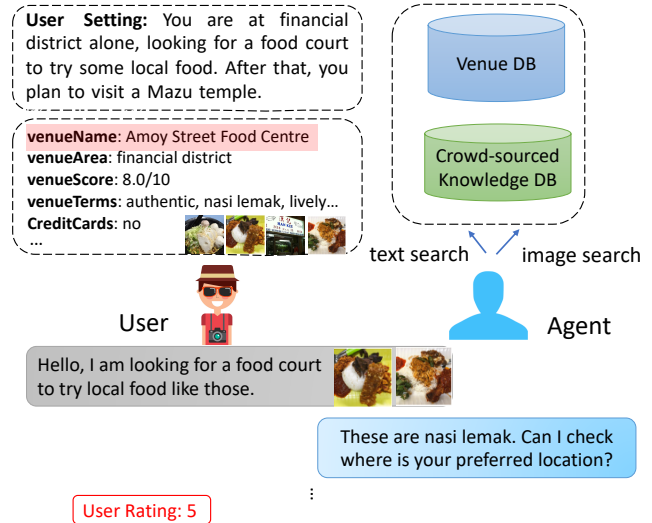 User Setting: You are at financial
district alone, looking for a food court
to try some local food. After that, you
plan to visit a Mazu temple.
venueName: Amoy Street Food Centre
venueArea: financial district
venueScore: 8.0/10
venueTerms: authentic, nasi lemak, lively…
CreditCards: no
...
Venue DB
Crowd-sourced
Knowledge DB
text search
image search
User
Agent
Hello, I am looking for a food court
to try local food like those.
These are nasi lemak. Can I check
where is your preferred location?
...
User Rating: 5